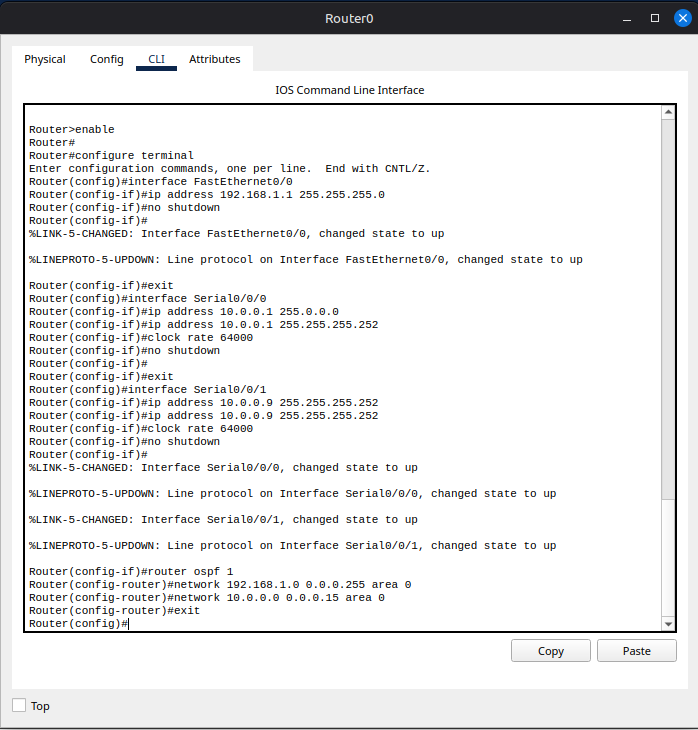 Router0
Physical Config CLI Attributes
IOS Command Line Interface
Router>enable
Router#
Router#configure terminal
Enter configuration commands, one per line.  End with CNTL/Z.
Router(config)#interface FastEthernet0/0
Router(config-if)#ip address 192.168.1.1 255.255.255.0
Router(config-if)#no shutdown
Router(config-if)#
%LINK-5-CHANGED: Interface FastEthernet0/0, changed state to up
%LINEPROTO-5-UPDOWN: Line protocol on Interface FastEthernet0/0, changed state to up
Router(config-if)#exit
Router(config)#interface Serial0/0/0
Router(config-if)#ip address 10.0.0.1 255.0.0.0
Router(config-if)#ip address 10.0.0.1 255.255.255.252
Router(config-if)#clock rate 64000
Router(config-if)#no shutdown
Router(config-if)#
Router(config-if)#exit
Router(config)#interface Serial0/0/1
Router(config-if)#ip address 10.0.0.9 255.255.255.252
Router(config-if)#ip address 10.0.0.9 255.255.255.252
Router(config-if)#clock rate 64000
Router(config-if)#no shutdown
Router(config-if)#
%LINK-5-CHANGED: Interface Serial0/0/0, changed state to up
%LINEPROTO-5-UPDOWN: Line protocol on Interface Serial0/0/0, changed state to up
%LINK-5-CHANGED: Interface Serial0/0/1, changed state to up
%LINEPROTO-5-UPDOWN: Line protocol on Interface Serial0/0/1, changed state to up
Router(config-if)#router ospf 1
Router(config-router)#network 192.168.1.0 0.0.0.255 area 0
Router(config-router)#network 10.0.0.0 0.0.0.15 area 0
Router(config-router)#exit
Router(config)#
Copy Paste
Top